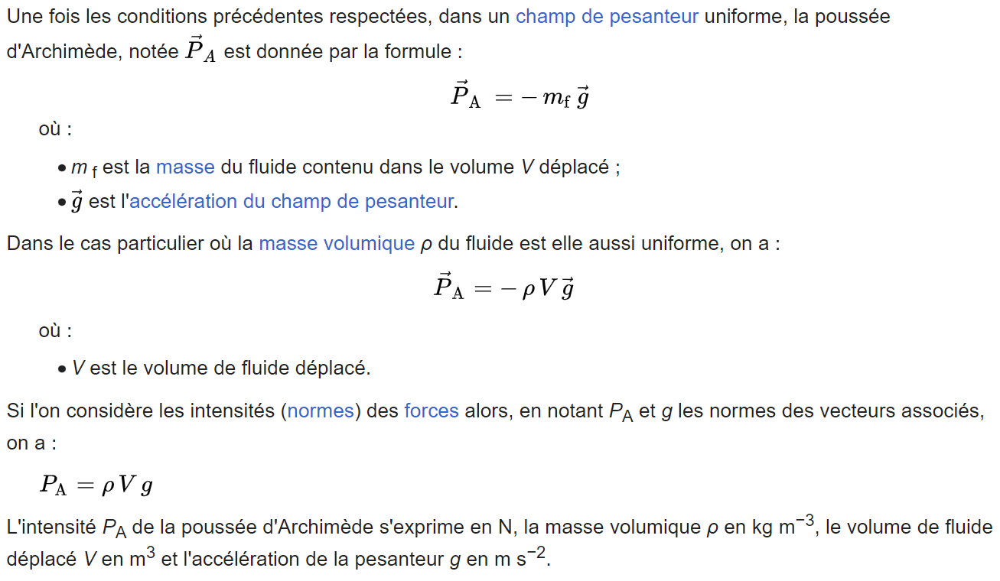 Une fois les conditions précédentes respectées, dans un champ de pesanteur uniforme, la poussée
d'Archimède, notée $\vec{P}_A$ est donnée par la formule :
$\vec{P}_{\mathrm{A}} = -m_{\mathrm{f}}\,\vec{g}$
où :
• m f est la masse du fluide contenu dans le volume V déplacé ;
• $\vec{g}$ est l'accélération du champ de pesanteur.
Dans le cas particulier où la masse volumique ρ du fluide est elle aussi uniforme, on a :
$\vec{P}_{\mathrm{A}} = -\rho\,V\,\vec{g}$
où :
• V est le volume de fluide déplacé.
Si l'on considère les intensités (normes) des forces alors, en notant $P_{\mathrm{A}}$ et g les normes des vecteurs associés,
on a :
$P_{\mathrm{A}} = \rho\,V\,g$
L'intensité $P_{\mathrm{A}}$ de la poussée d'Archimède s'exprime en N, la masse volumique ρ en kg m⁻³, le volume de fluide
déplacé V en m³ et l'accélération de la pesanteur g en m s⁻².